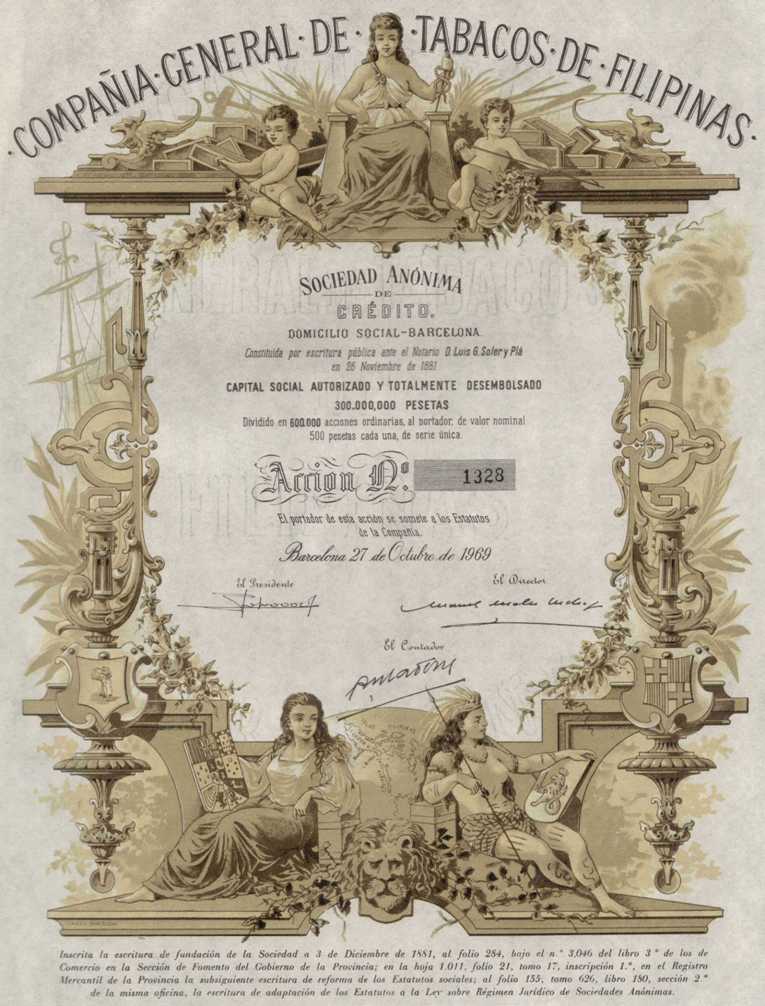 ·COMPAÑIA·GENERAL·DE·TABACOS·DE·FILIPINAS·
SOCIEDAD ANÓNIMA
DE
CRÉDITO.
DOMICILIO SOCIAL-BARCELONA.
Constituida por escritura pública ante el Notario D. Luis G. Soler y Plá
en 26 Noviembre de 1881
CAPITAL SOCIAL AUTORIZADO Y TOTALMENTE DESEMBOLSADO
300.000,000 PESETAS
Dividido en 600.000 acciones ordinarias, al portador, de valor nominal
500 pesetas cada una, de serie única.
Accion Nº 1328
El portador de esta acción se somete a los Estatutos
de la Compañía.
Barcelona 27 de Octubre de 1969
El Presidente
El Director
El Contador
Inscrita la escritura de fundación de la Sociedad a 3 de Diciembre de 1881, al folio 284, bajo el n.º 3,046 del libro 3º de los de
Comercio en la Sección de Fomento del Gobierno de la Provincia; en la hoja 1.011, folio 21, tomo 17, inscripción 1.ª, en el Registro
Mercantil de la Provincia la subsiguiente escritura de reforma de los Estatutos sociales; al folio 155, tomo 626, libro 180, sección 2.ª
de la misma oficina, la escritura de adaptación de los Estatutos a la Ley sobre Régimen Jurídico de Sociedades Anónimas.